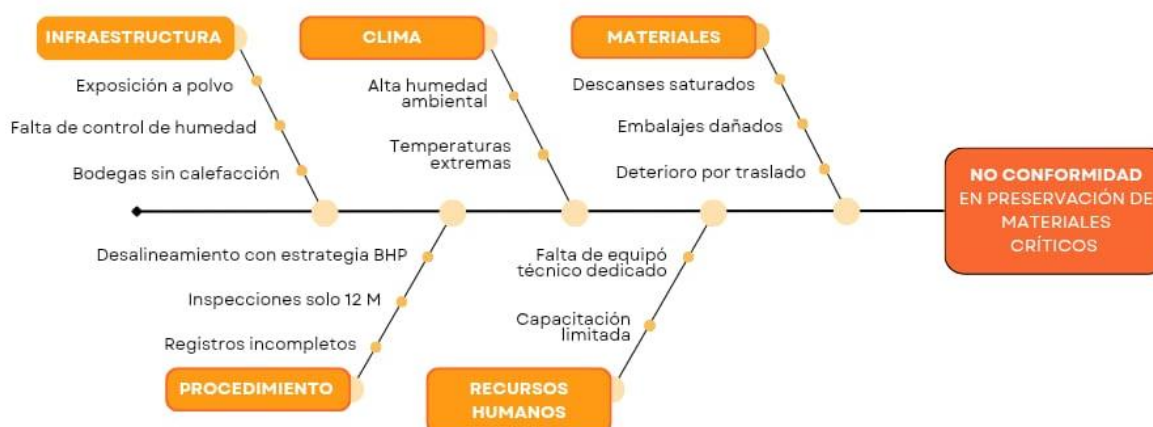 INFRAESTRUCTURA
Exposición a polvo
Falta de control de humedad
Bodegas sin calefacción
CLIMA
Alta humedad
ambiental
Temperaturas
extremas
MATERIALES
Descanses saturados
Embalajes dañados
Deterioro por traslado
NO CONFORMIDAD
EN PRESERVACIÓN DE
MATERIALES
CRÍTICOS
Desalineamiento con estrategia BHP
Inspecciones solo 12 M
Registros incompletos
PROCEDIMIENTO
Falta de equipó
técnico dedicado
Capacitación
limitada
RECURSOS
HUMANOS